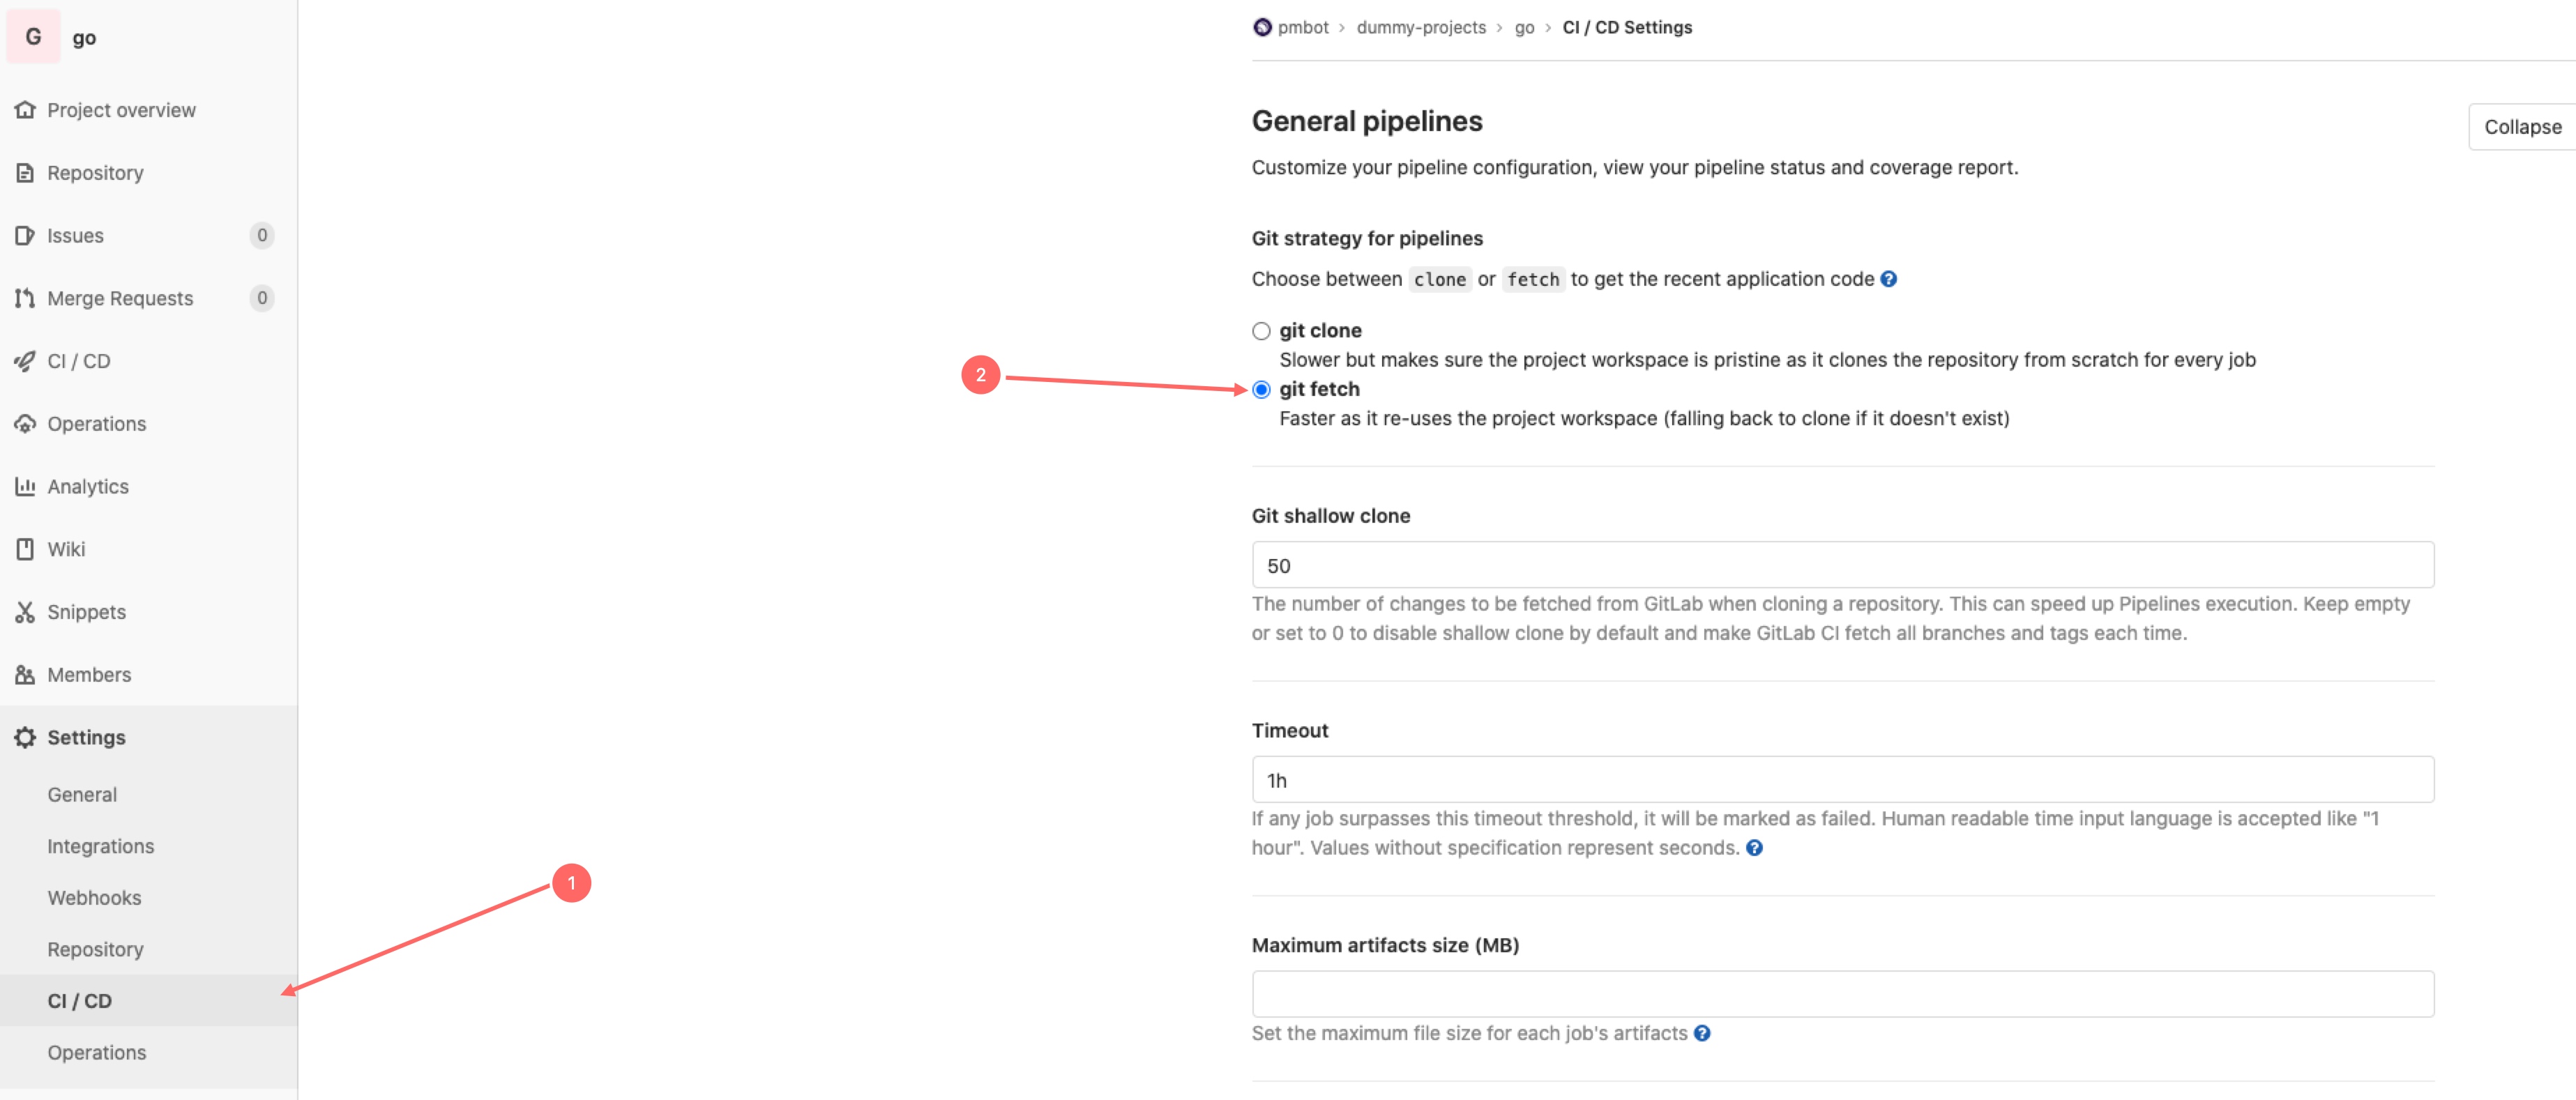 G go
Project overview
Repository
Issues 0
Merge Requests 0
CI / CD
Operations
Analytics
Wiki
Snippets
Members
Settings
General
Integrations
Webhooks
Repository
CI / CD
Operations
1
2
pmbot > dummy-projects > go > CI / CD Settings
General pipelines
Collapse
Customize your pipeline configuration, view your pipeline status and coverage report.
Git strategy for pipelines
Choose between clone or fetch to get the recent application code ?
git clone
Slower but makes sure the project workspace is pristine as it clones the repository from scratch for every job
git fetch
Faster as it re-uses the project workspace (falling back to clone if it doesn't exist)
Git shallow clone
50
The number of changes to be fetched from GitLab when cloning a repository. This can speed up Pipelines execution. Keep empty
or set to 0 to disable shallow clone by default and make GitLab CI fetch all branches and tags each time.
Timeout
1h
If any job surpasses this timeout threshold, it will be marked as failed. Human readable time input language is accepted like "1
hour". Values without specification represent seconds. ?
Maximum artifacts size (MB)
Set the maximum file size for each job's artifacts ?